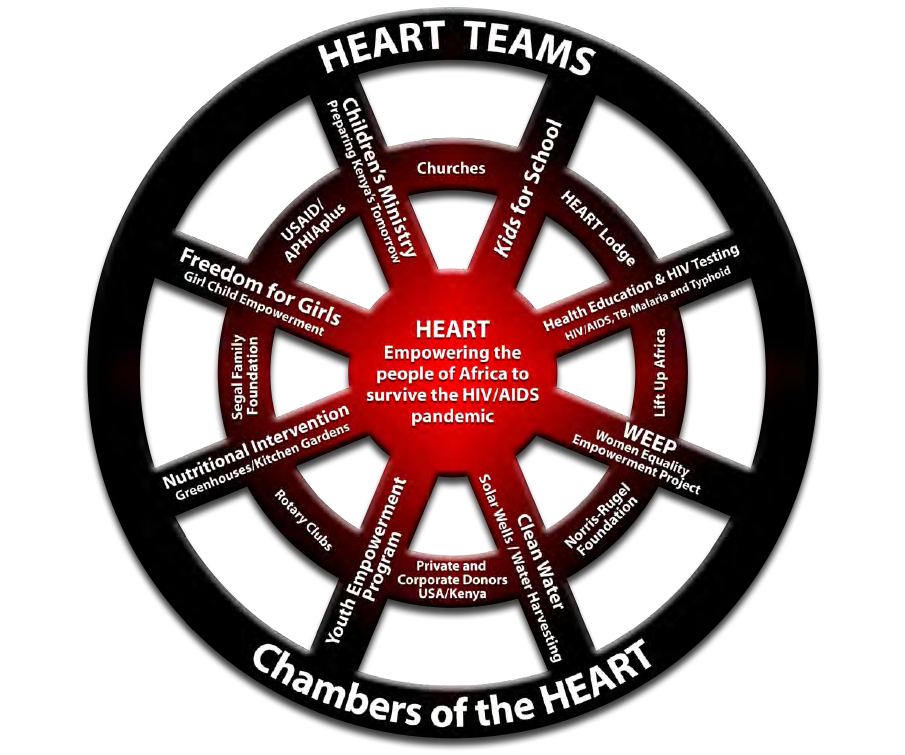 HEART TEAMS
Children's Ministry
Preparing Kenya's Tomorrow
Churches
Kids for School
HEART Lodge
Health Education & HIV Testing
HIV/AIDS, TB, Malaria and Typhoid
Lift Up Africa
WEEP
Women Equality
Empowerment Project
Norris-Rugel
Foundation
Clean Water
Solar Wells / Water Harvesting
Private and
Corporate Donors
USA/Kenya
Youth Empowerment
Program
Rotary Clubs
Nutritional Intervention
Greenhouses/Kitchen Gardens
Segal Family
Foundation
Freedom for Girls
Girl Child Empowerment
USAID/
APHIAplus
HEART
Empowering the
people of Africa to
survive the HIV/AIDS
pandemic
Chambers of the HEART